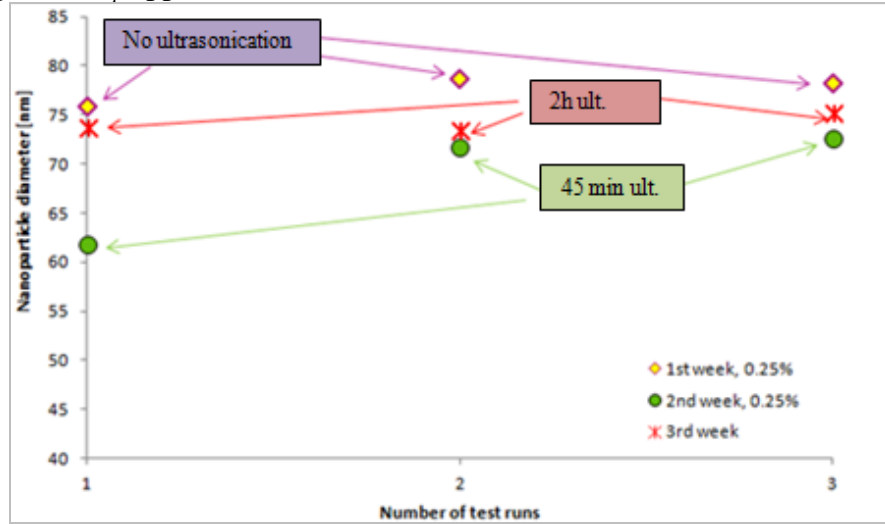 85
80
75
70
65
60
55
50
45
40
Nanoparticle diameter [nm]
No ultrasonication
2h ult.
45 min ult.
1st week, 0.25%
2nd week, 0.25%
3rd week
1
2
3
Number of test runs